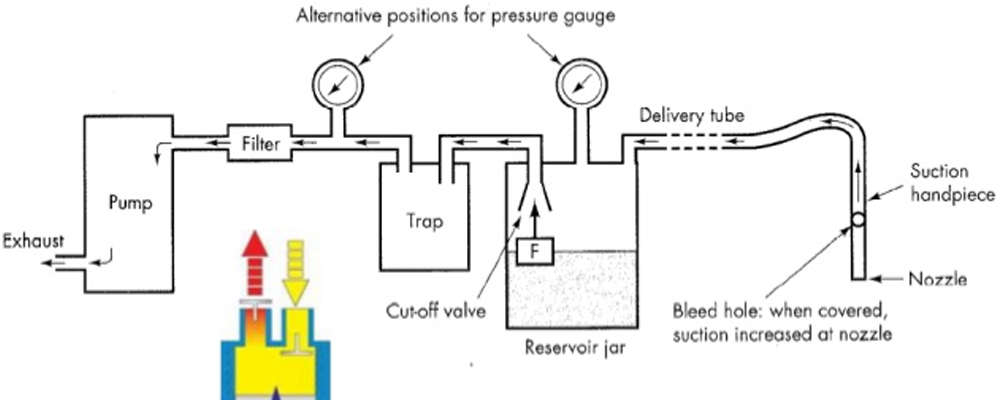 Alternative positions for pressure gauge
Delivery tube
Filter
Suction
handpiece
Pump
Trap
Exhaust
F
Nozzle
Cut-off valve
Bleed hole: when covered,
suction increased at nozzle
Reservoir jar